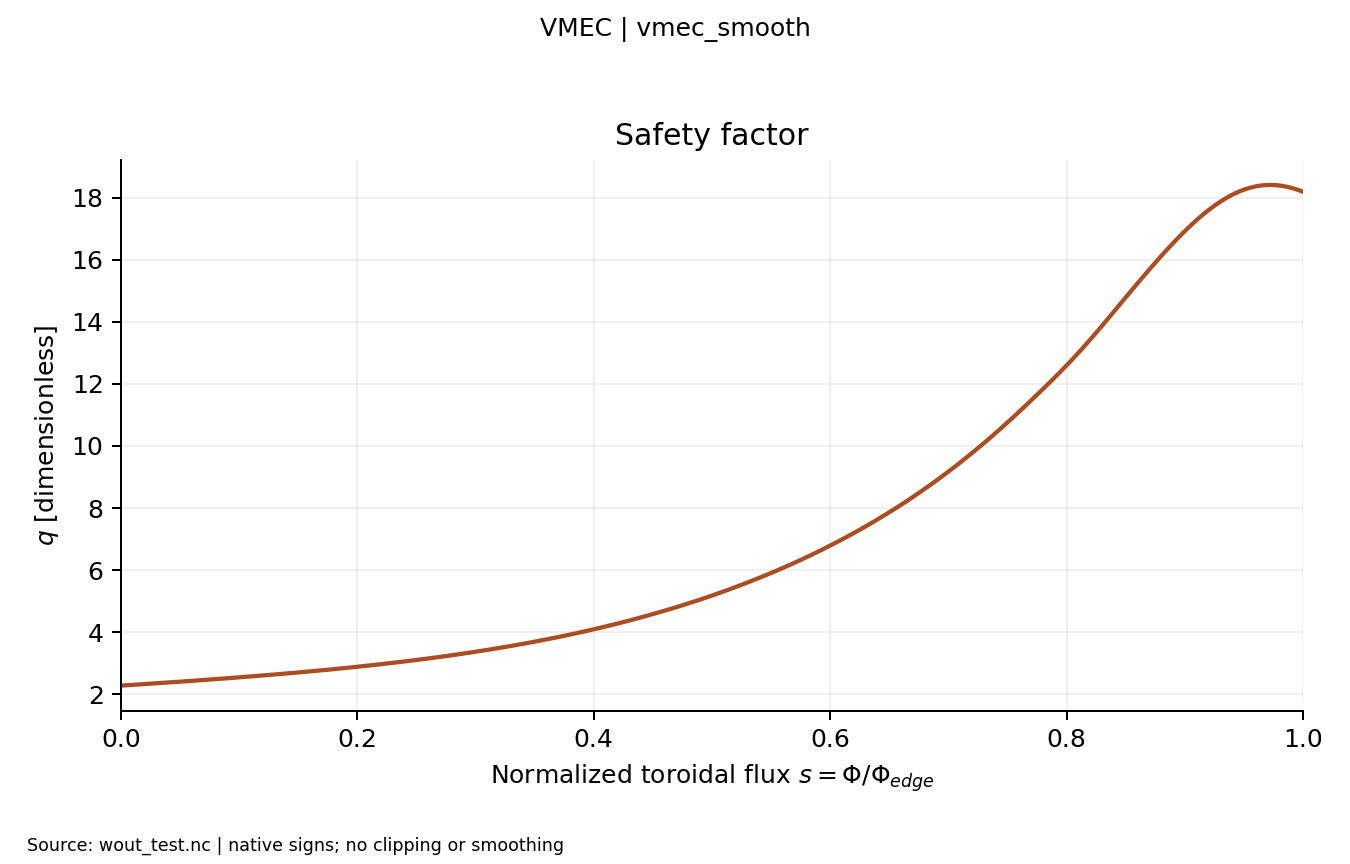 VMEC | vmec_smooth
Safety factor
18
16
14
12
10
8
6
4
2
q [dimensionless]
0.0 0.2 0.4 0.6 0.8 1.0
Normalized toroidal flux s = Φ/Φedge
Source: wout_test.nc | native signs; no clipping or smoothing